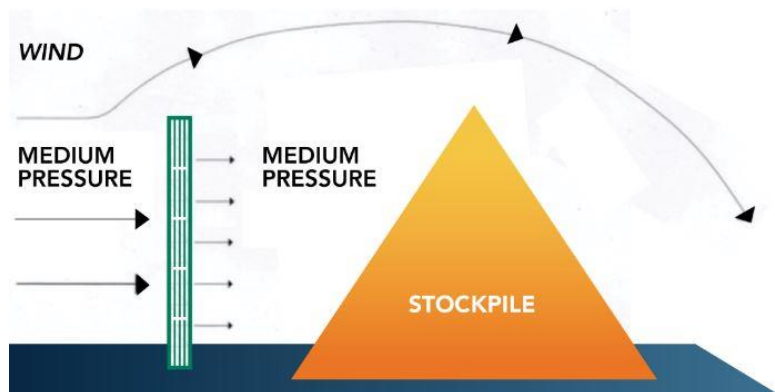 WIND
MEDIUM
PRESSURE
MEDIUM
PRESSURE
STOCKPILE